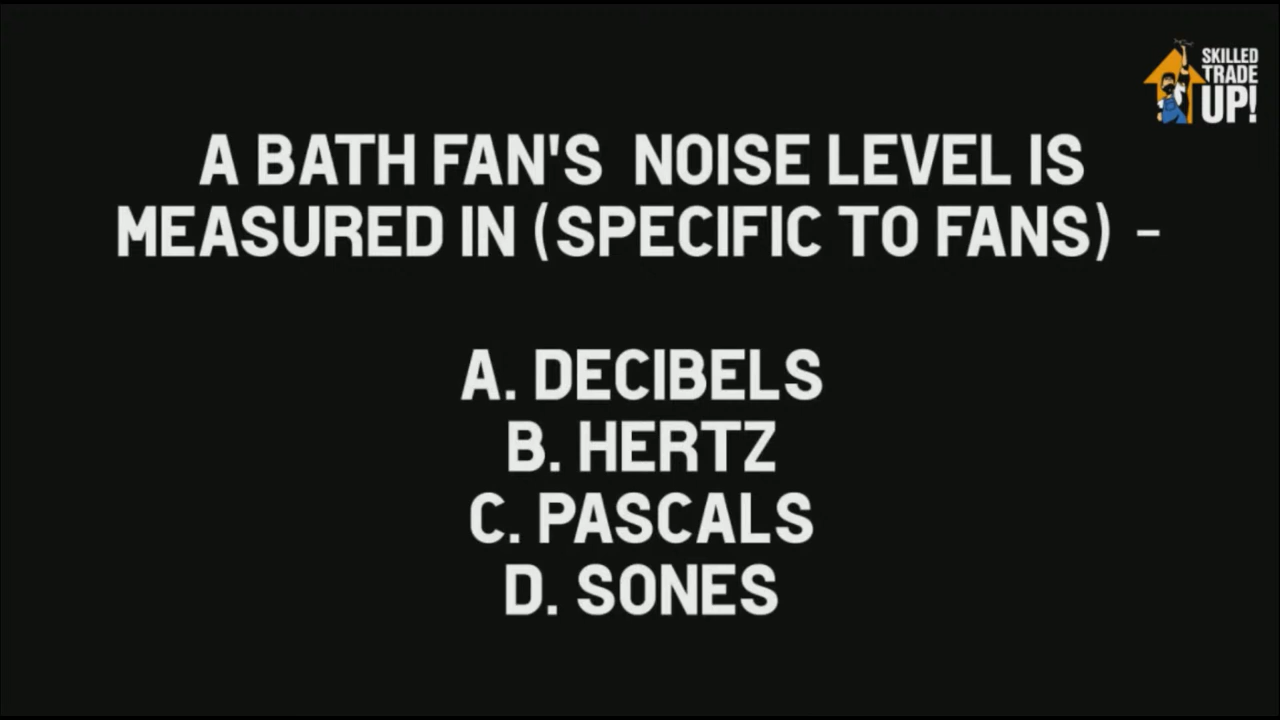 SKILLED
TRADE
UP!
A BATH FAN'S  NOISE LEVEL IS
MEASURED IN (SPECIFIC TO FANS) -
A. DECIBELS
B. HERTZ
C. PASCALS
D. SONES